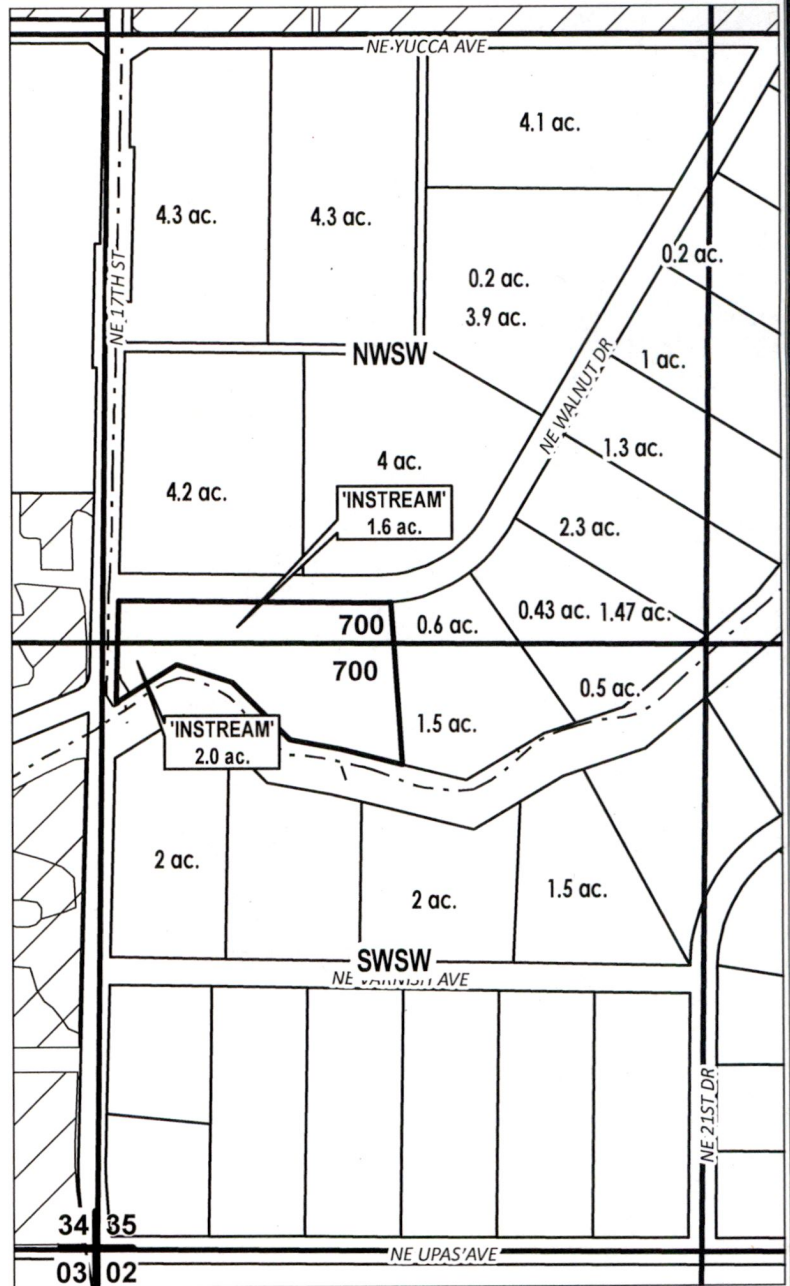 NE YUCCA AVE
4.1 ac.
4.3 ac.
4.3 ac.
NE 17TH ST
0.2 ac.
0.2 ac.
3.9 ac.
NWSW
NE WALNUT DR
1 ac.
1.3 ac.
4 ac.
4.2 ac.
'INSTREAM'
1.6 ac.
2.3 ac.
0.43 ac.
1.47 ac.
700
0.6 ac.
700
0.5 ac.
'INSTREAM'
2.0 ac.
1.5 ac.
2 ac.
2 ac.
1.5 ac.
SWSW
NE VARNISH AVE
NE 21ST DR
34 35
NE UPAS AVE
03 02